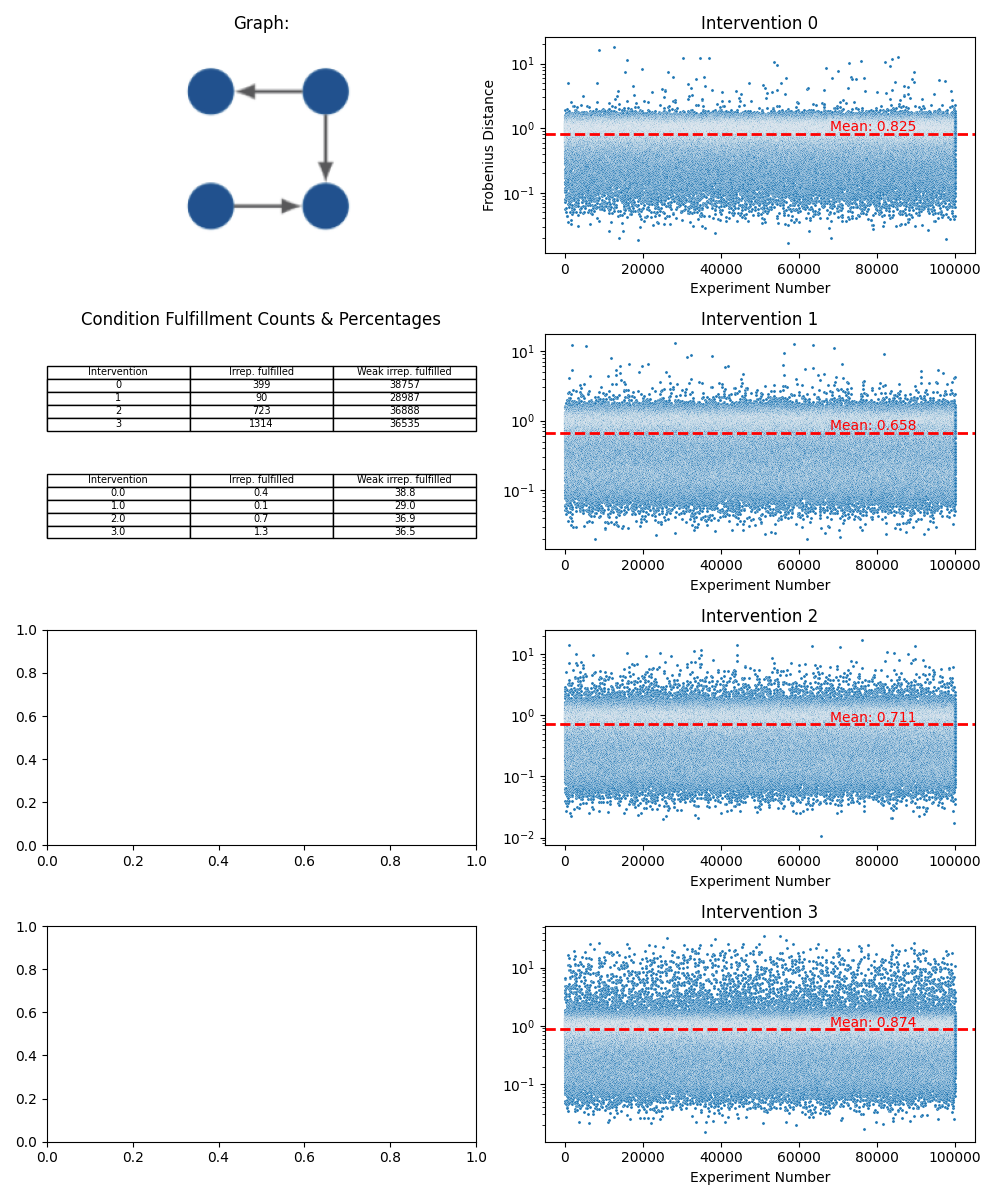 Graph:
Intervention 0
Frobenius Distance
10^1
10^0
10^-1
Mean: 0.825
0 20000 40000 60000 80000 100000
Experiment Number
Condition Fulfillment Counts & Percentages
Intervention Irrep. fulfilled Weak irrep. fulfilled
0 399 38757
1 90 28987
2 723 36888
3 1314 36535
Intervention Irrep. fulfilled Weak irrep. fulfilled
0.0 0.4 38.8
1.0 0.1 29.0
2.0 0.7 36.9
3.0 1.3 36.5
Intervention 1
10^1
10^0
10^-1
Mean: 0.658
0 20000 40000 60000 80000 100000
Experiment Number
1.0
0.8
0.6
0.4
0.2
0.0
0.0 0.2 0.4 0.6 0.8 1.0
Intervention 2
10^1
10^0
10^-1
10^-2
Mean: 0.711
0 20000 40000 60000 80000 100000
Experiment Number
1.0
0.8
0.6
0.4
0.2
0.0
0.0 0.2 0.4 0.6 0.8 1.0
Intervention 3
10^1
10^0
10^-1
Mean: 0.874
0 20000 40000 60000 80000 100000
Experiment Number